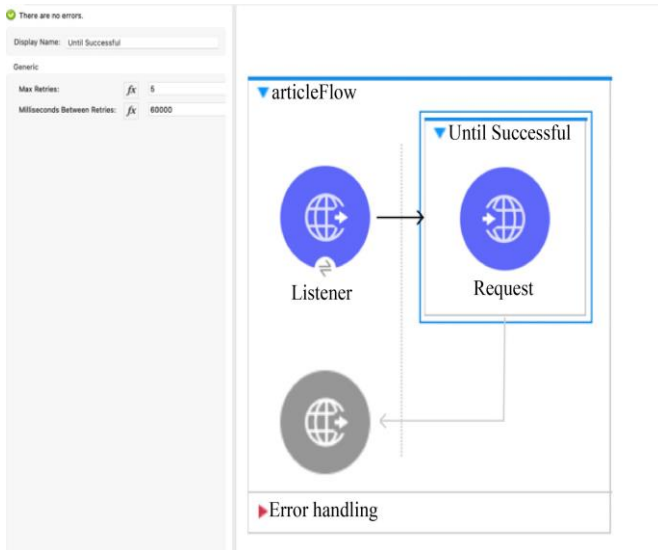 There are no errors.
Display Name: Until Successful
Generic
Max Retries: fx 5
Milliseconds Between Retries: fx 60000
articleFlow
Until Successful
Listener
Request
Error handling